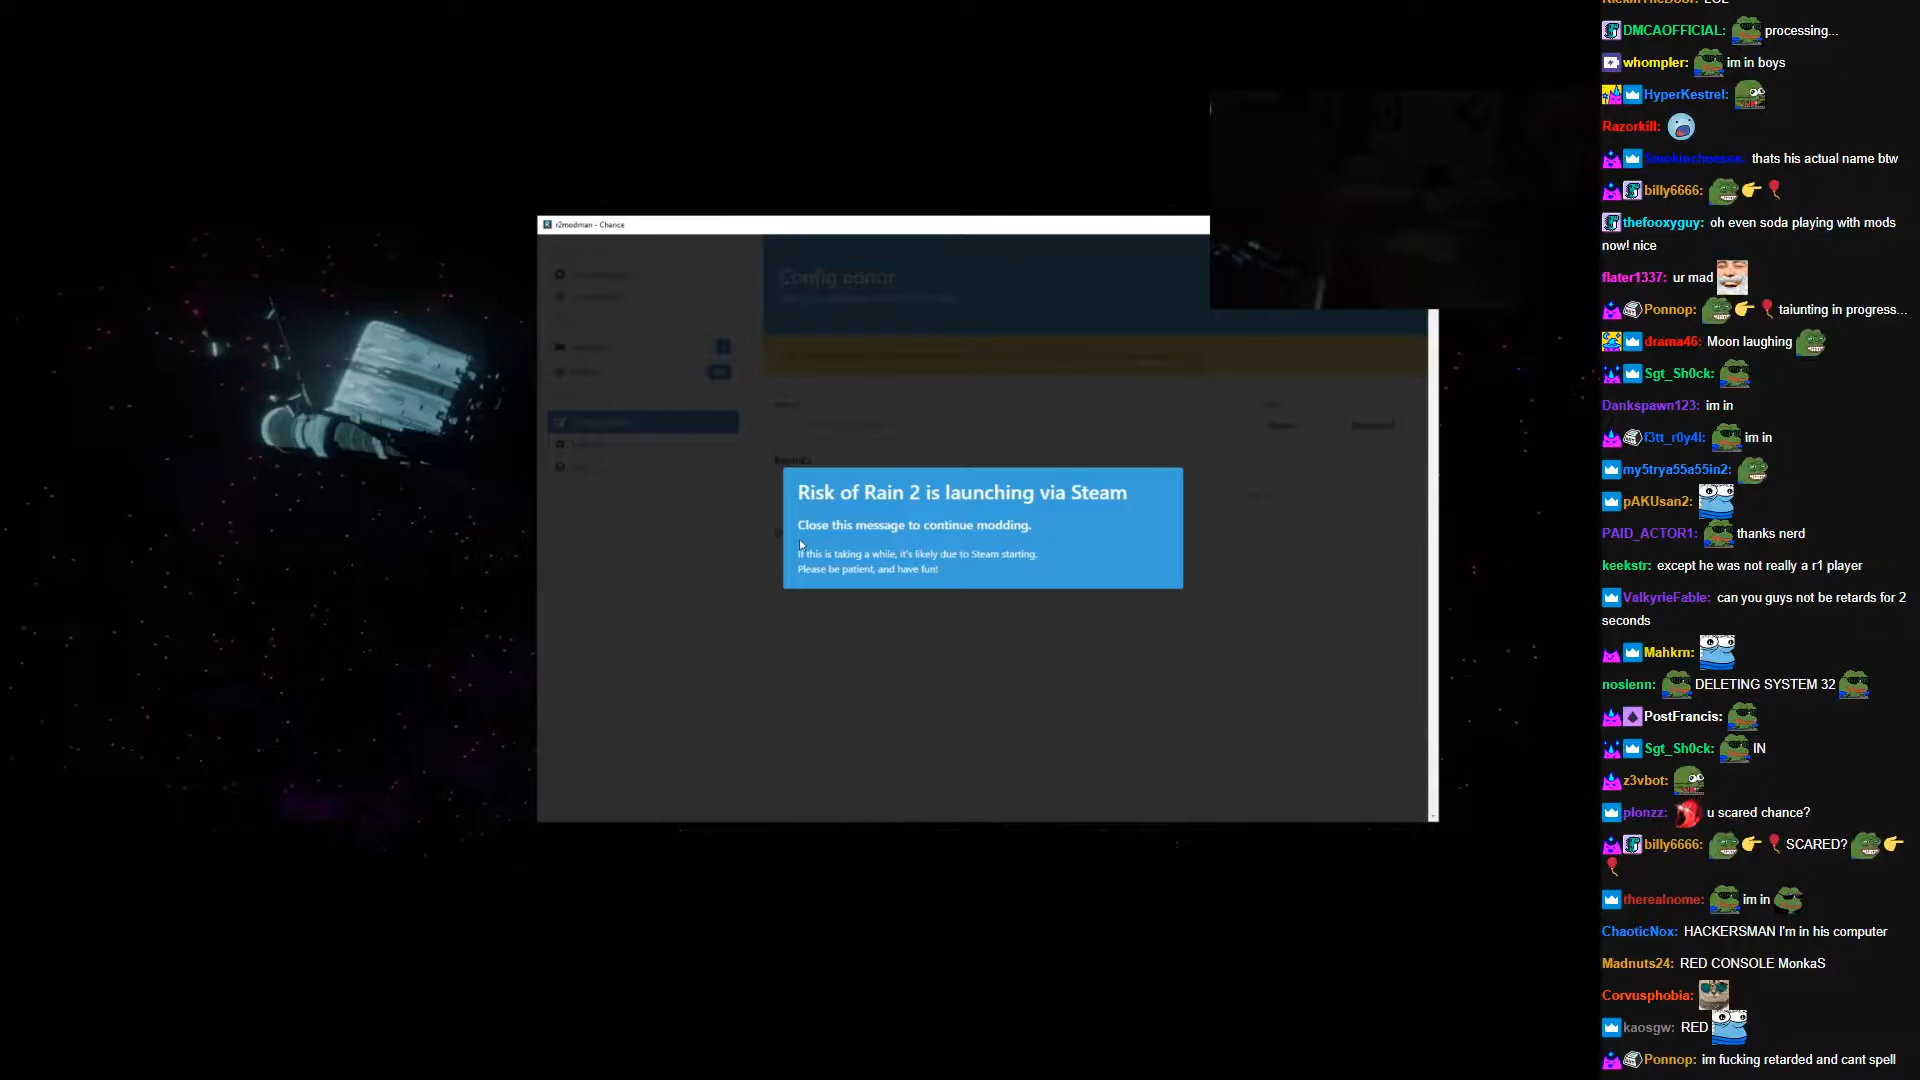 r2modman - Chance
Config editor
Risk of Rain 2 is launching via Steam
Close this message to continue modding.
If this is taking a while, it's likely due to Steam starting.
Please be patient, and have fun!
DMCAOFFICIAL: processing...
whompler: im in boys
HyperKestrel:
Razorkill:
Smokincheese: thats his actual name btw
billy6666:
thefooxyguy: oh even soda playing with mods
now! nice
flater1337: ur mad
Ponnop: taiunting in progress...
drama46: Moon laughing
Sgt_Sh0ck:
Dankspawn123: im in
f3tt_r0y4l: im in
my5trya55a55in2:
pAKUsan2:
PAID_ACTOR1: thanks nerd
keekstr: except he was not really a r1 player
ValkyrieFable: can you guys not be retards for 2
seconds
Mahkrn:
noslenn: DELETING SYSTEM 32
PostFrancis:
Sgt_Sh0ck: IN
z3vbot:
plonzz: u scared chance?
billy6666: SCARED?
therealnome: im in
ChaoticNox: HACKERSMAN I'm in his computer
Madnuts24: RED CONSOLE MonkaS
Corvusphobia:
kaosgw: RED
Ponnop: im fucking retarded and cant spell